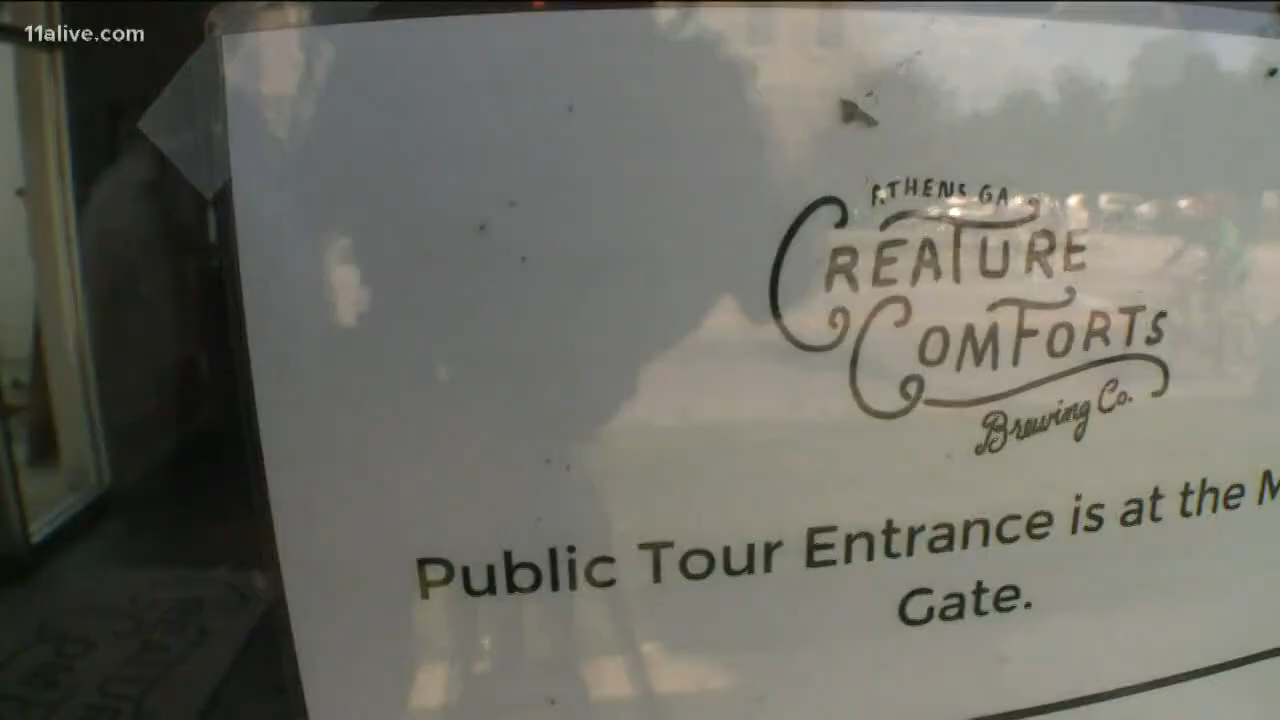 11alive.com
ATHENS GA
CREATURE
COMFORTS
Brewing Co.
Public Tour Entrance is at the
Gate.